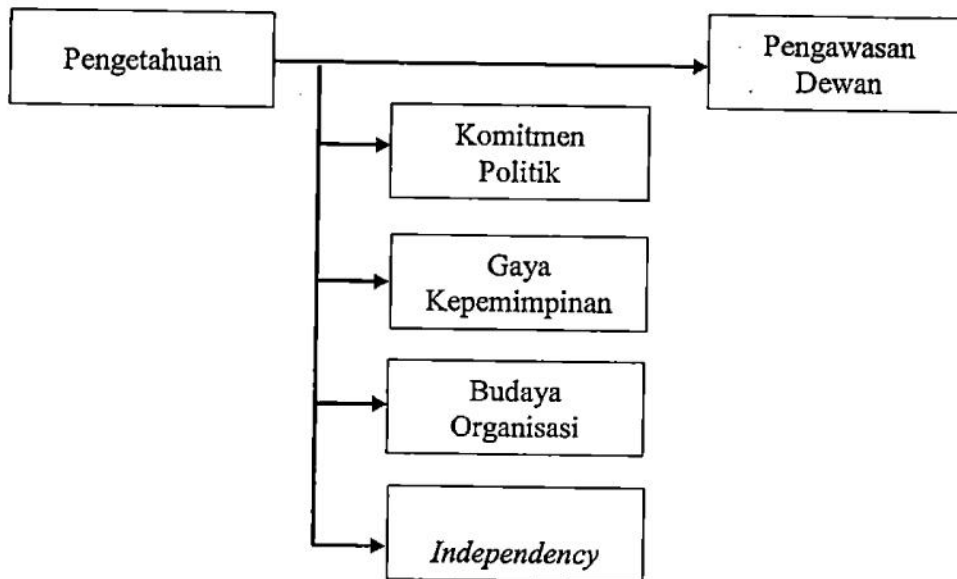 Pengetahuan
Pengawasan
Dewan
Komitmen
Politik
Gaya
Kepemimpinan
Budaya
Organisasi
Independency